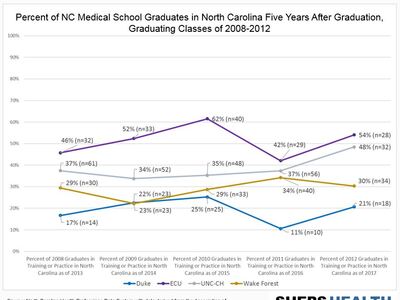 Percent of NC Medical School Graduates in North Carolina Five Years After Graduation,
Graduating Classes of 2008-2012
100%
90%
80%
70%
60%
50%
40%
30%
20%
10%
0%
46% (n=32)
52% (n=33)
62% (n=40)
42%
(n=29)
54% (n=28)
37% (n=61)
34% (n=52)
35% (n=48)
37% (n=56)
48% (n=32)
29% (n=30)
22% (n=23)
29% (n=33)
34% (n=40)
30% (n=34)
17% (n=14)
23% (n=23)
25% (n=25)
11% (n=10)
21% (n=18)
Percent of 2008 Graduates in
Training or Practice in North
Carolina as of 2013
Percent of 2009 Graduates in
Training or Practice in North
Carolina as of 2014
Percent of 2010 Graduates in
Training or Practice in North
Carolina as of 2015
Percent of 2011 Graduates in
Training or Practice in North
Carolina as of 2016
Percent of 2012 Graduates in
Training or Practice in North
Carolina as of 2017
Duke ECU UNC-CH Wake Forest
SHEPS HEALTH